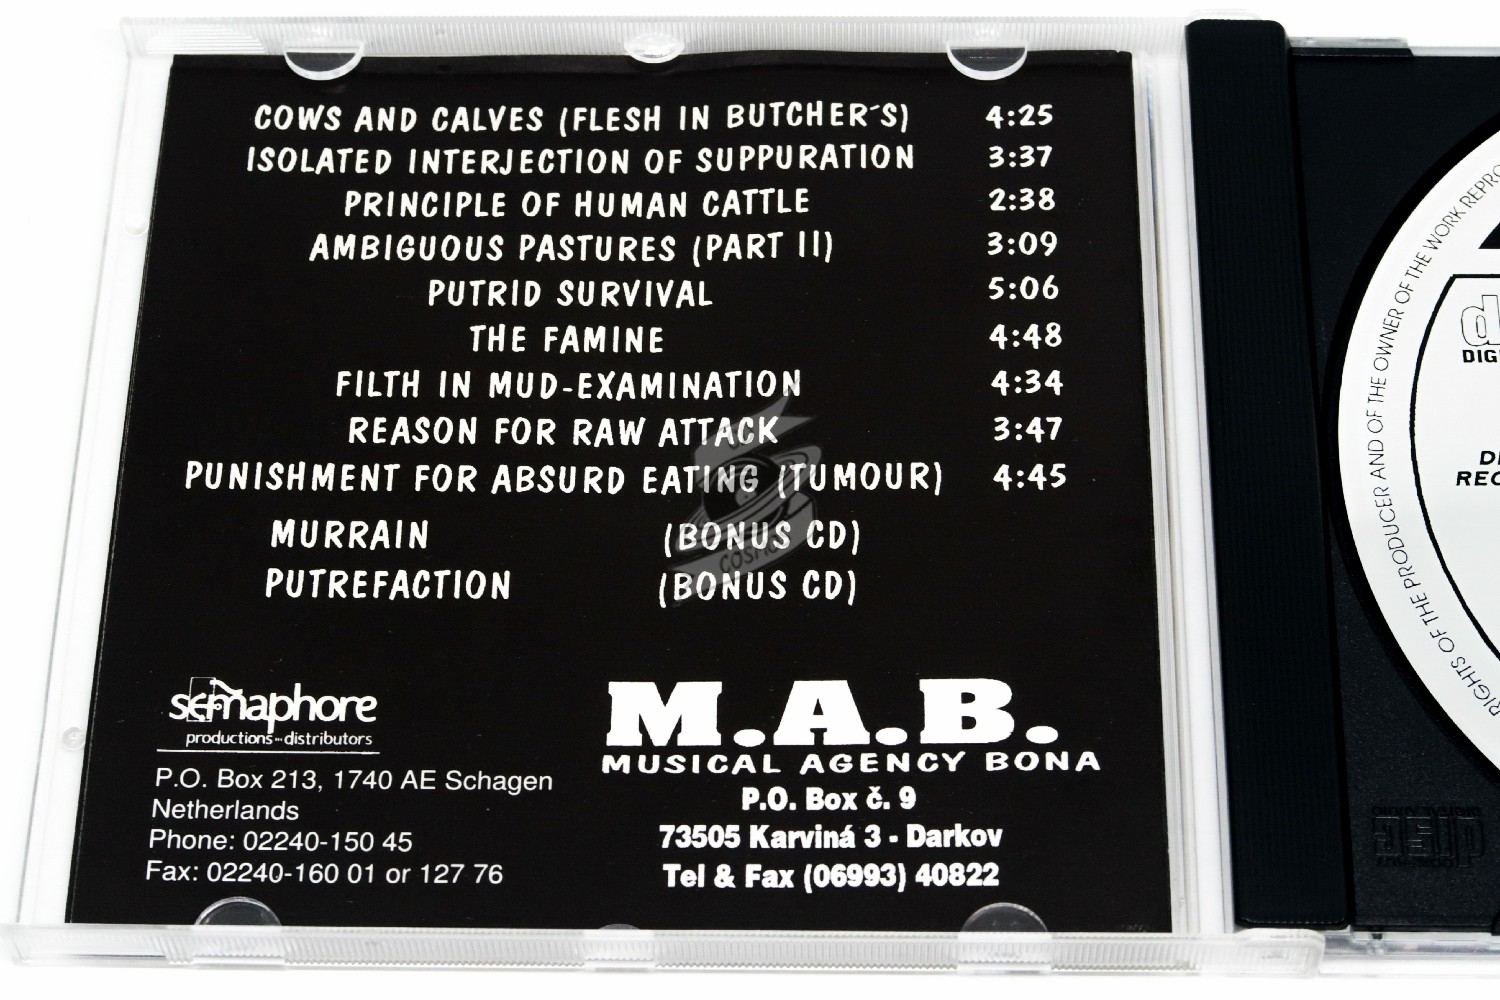 COWS AND CALVES (FLESH IN BUTCHER´S) 4:25
ISOLATED INTERJECTION OF SUPPURATION 3:37
PRINCIPLE OF HUMAN CATTLE 2:38
AMBIGUOUS PASTURES (PART II) 3:09
PUTRID SURVIVAL 5:06
THE FAMINE 4:48
FILTH IN MUD-EXAMINATION 4:34
REASON FOR RAW ATTACK 3:47
PUNISHMENT FOR ABSURD EATING (TUMOUR) 4:45
MURRAIN (BONUS CD)
PUTREFACTION (BONUS CD)
semaphore
productions - distributors
P.O. Box 213, 1740 AE Schagen
Netherlands
Phone: 02240-150 45
Fax: 02240-160 01 or 127 76
M.A.B.
MUSICAL AGENCY BONA
P.O. Box č. 9
73505 Karviná 3 - Darkov
Tel & Fax (06993) 40822
RIGHTS OF THE PRODUCER AND OF THE OWNER OF THE WORK REPRO
DIG